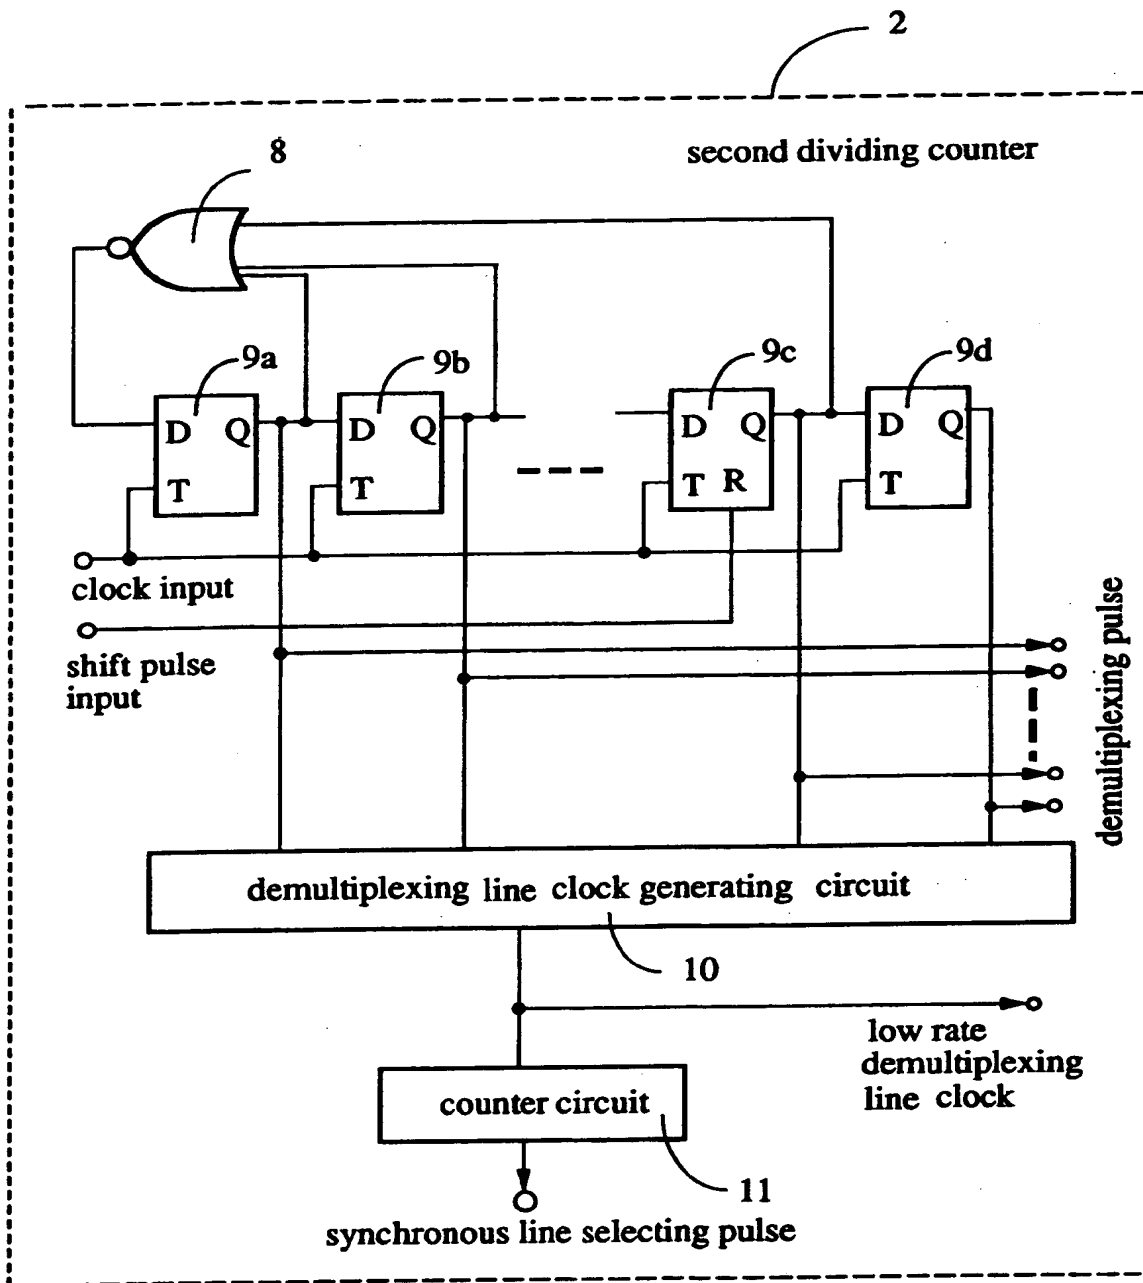 2
second dividing counter
8
9a
9b
9c
9d
D Q
T
D Q
T
D Q
T R
D Q
T
clock input
shift pulse
input
demultiplexing pulse
demultiplexing line clock generating circuit
10
low rate
demultiplexing
line clock
counter circuit
11
synchronous line selecting pulse